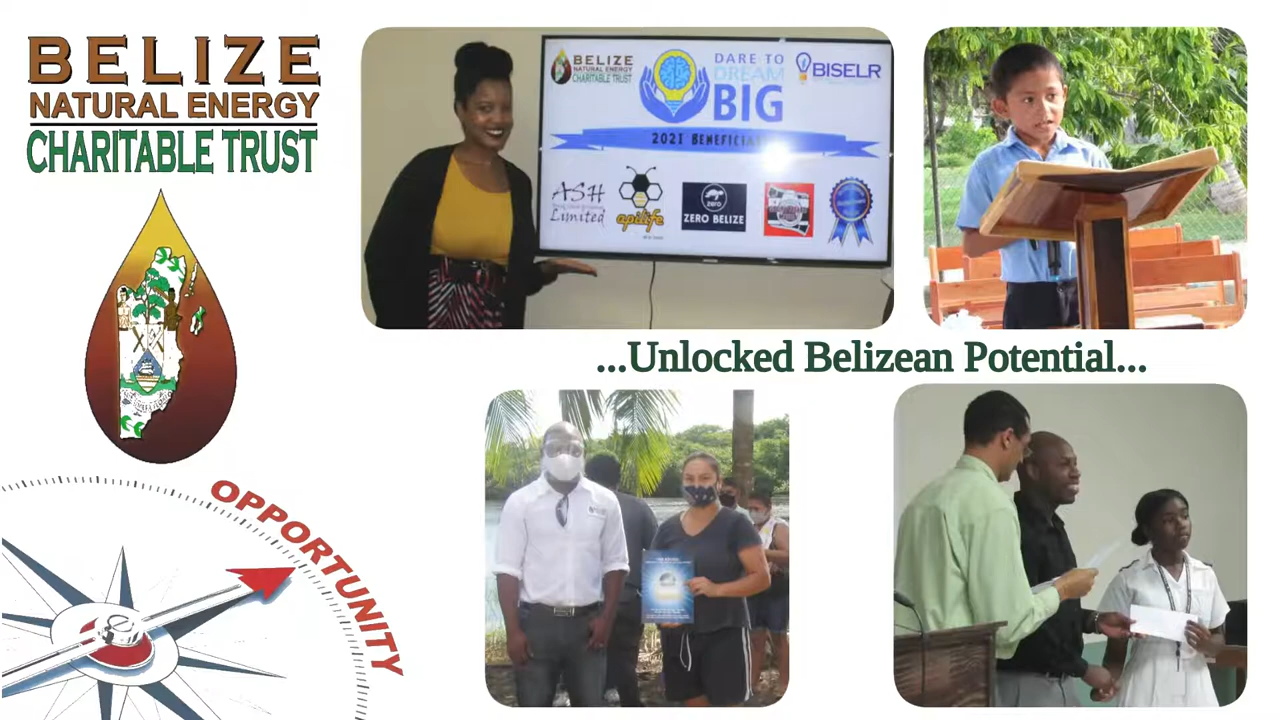 BELIZE
NATURAL ENERGY
CHARITABLE TRUST
OPPORTUNITY
BELIZE
NATURAL ENERGY
CHARITABLE TRUST
DARE TO
DREAM
BIG
BISELR
2021
ASH
Limited
apilife
zero
ZERO BELIZE
...Unlocked Belizean Potential...